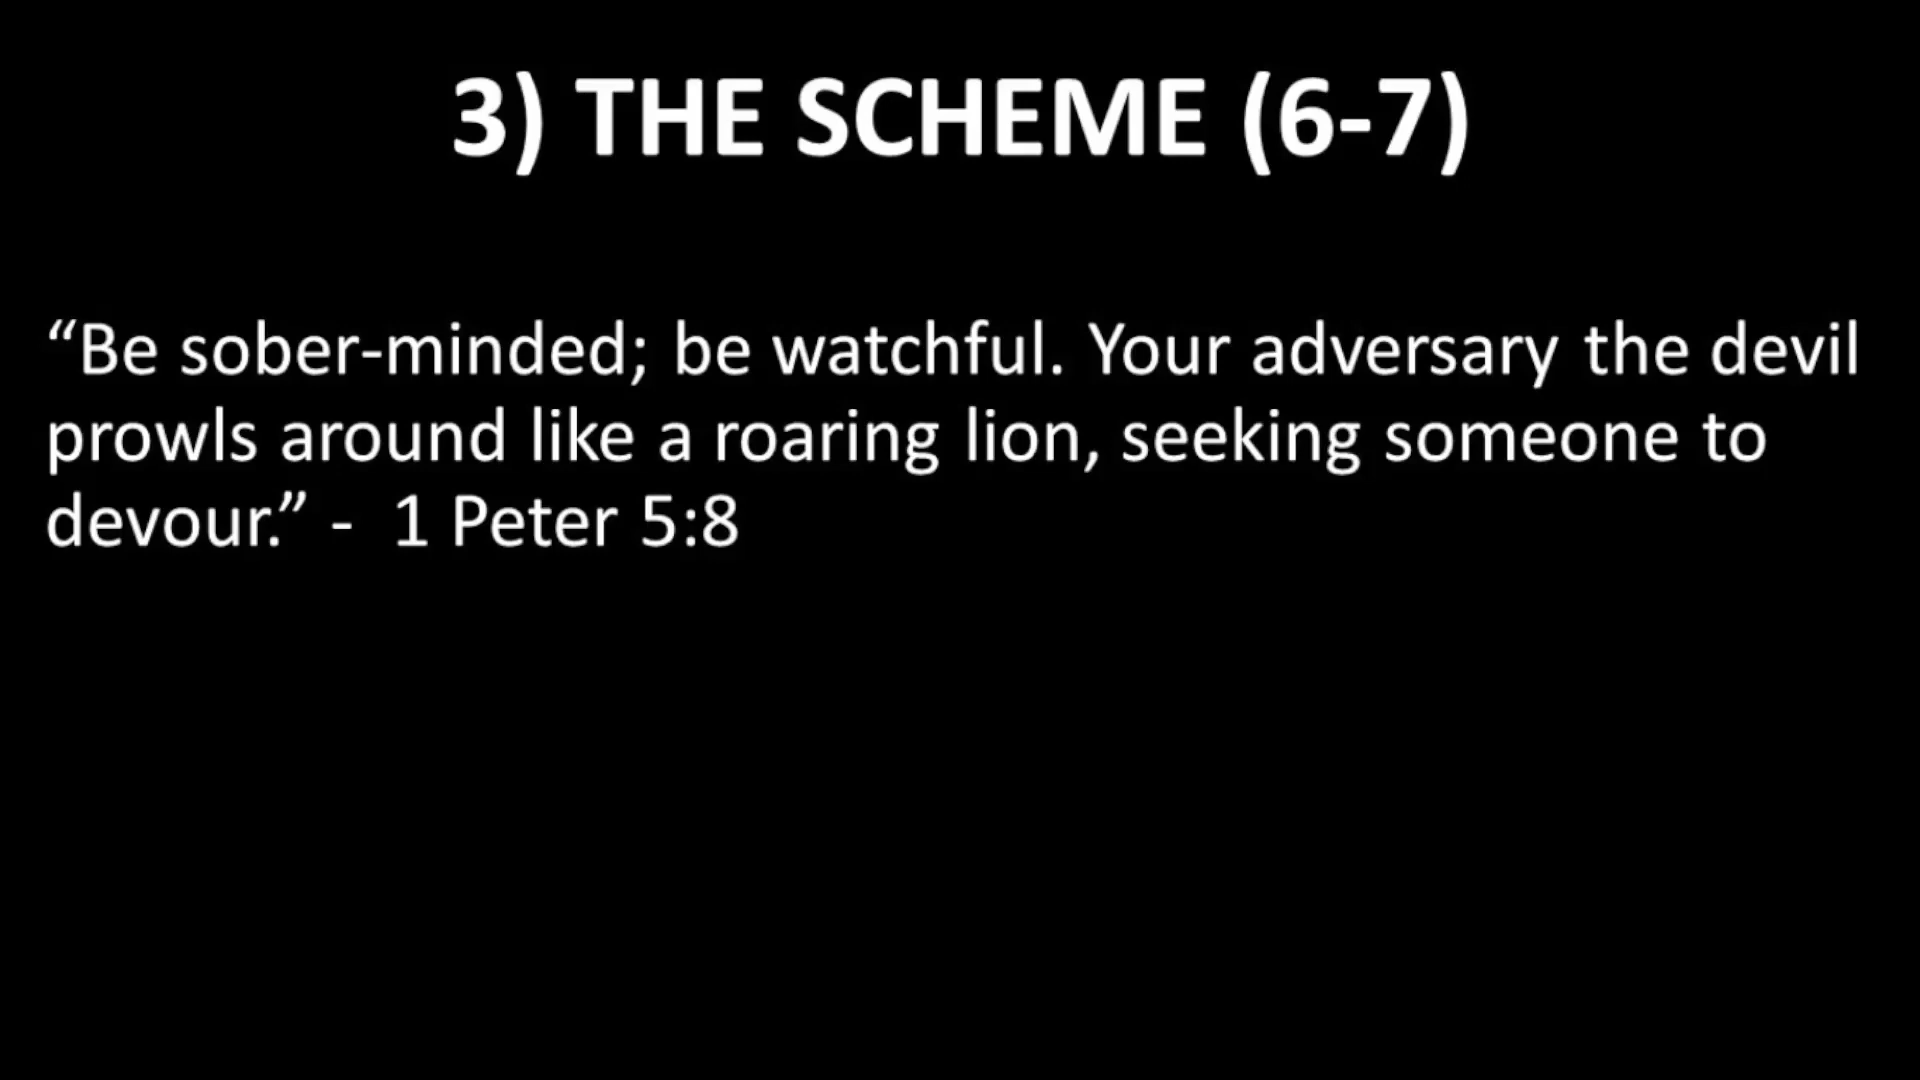 3) THE SCHEME (6-7)
“Be sober-minded; be watchful. Your adversary the devil
prowls around like a roaring lion, seeking someone to
devour.” -  1 Peter 5:8